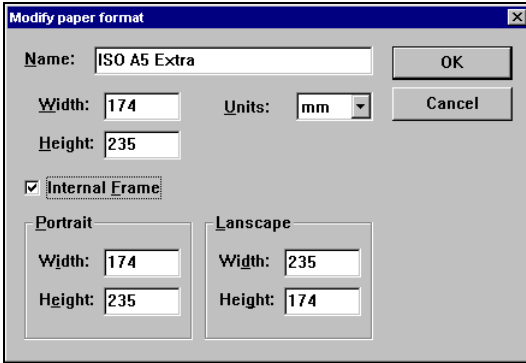 Modify paper format
Name: ISO A5 Extra
OK
Width: 174 Units: mm
Cancel
Height: 235
Internal Frame
Portrait
Lanscape
Width: 174
Width: 235
Height: 235
Height: 174